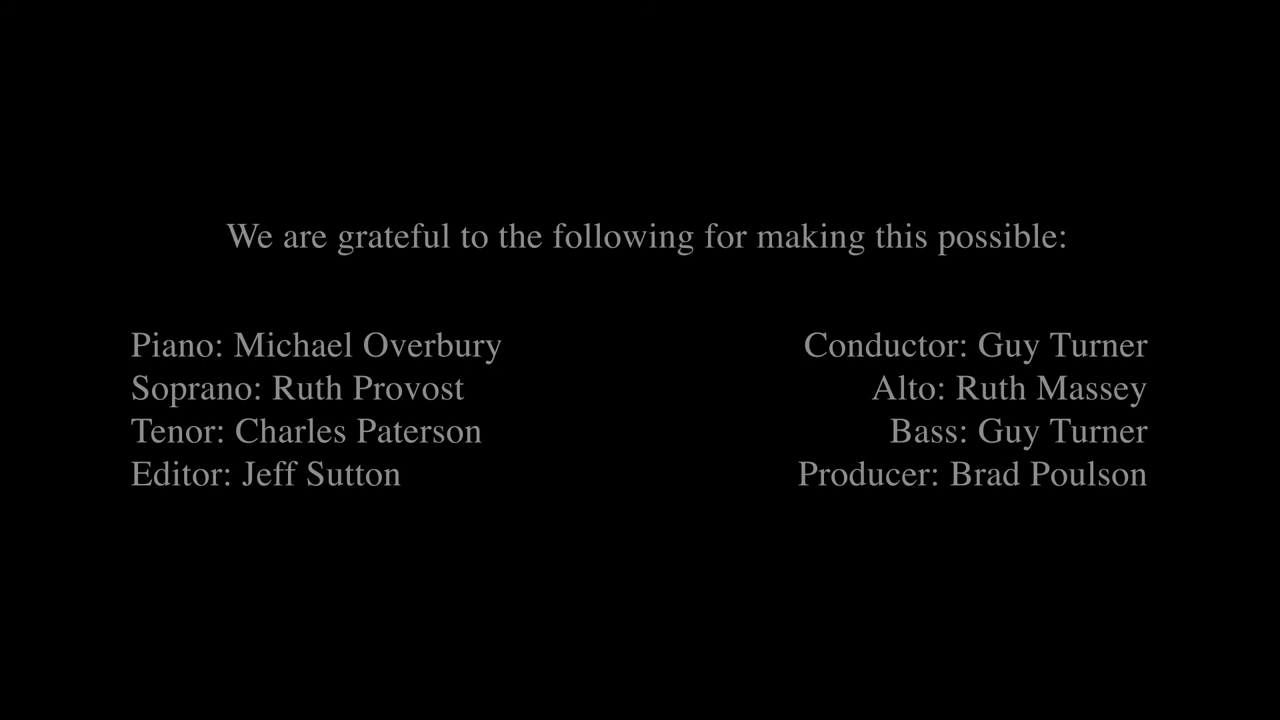 We are grateful to the following for making this possible:
Piano: Michael Overbury
Conductor: Guy Turner
Soprano: Ruth Provost
Alto: Ruth Massey
Tenor: Charles Paterson
Bass: Guy Turner
Editor: Jeff Sutton
Producer: Brad Poulson